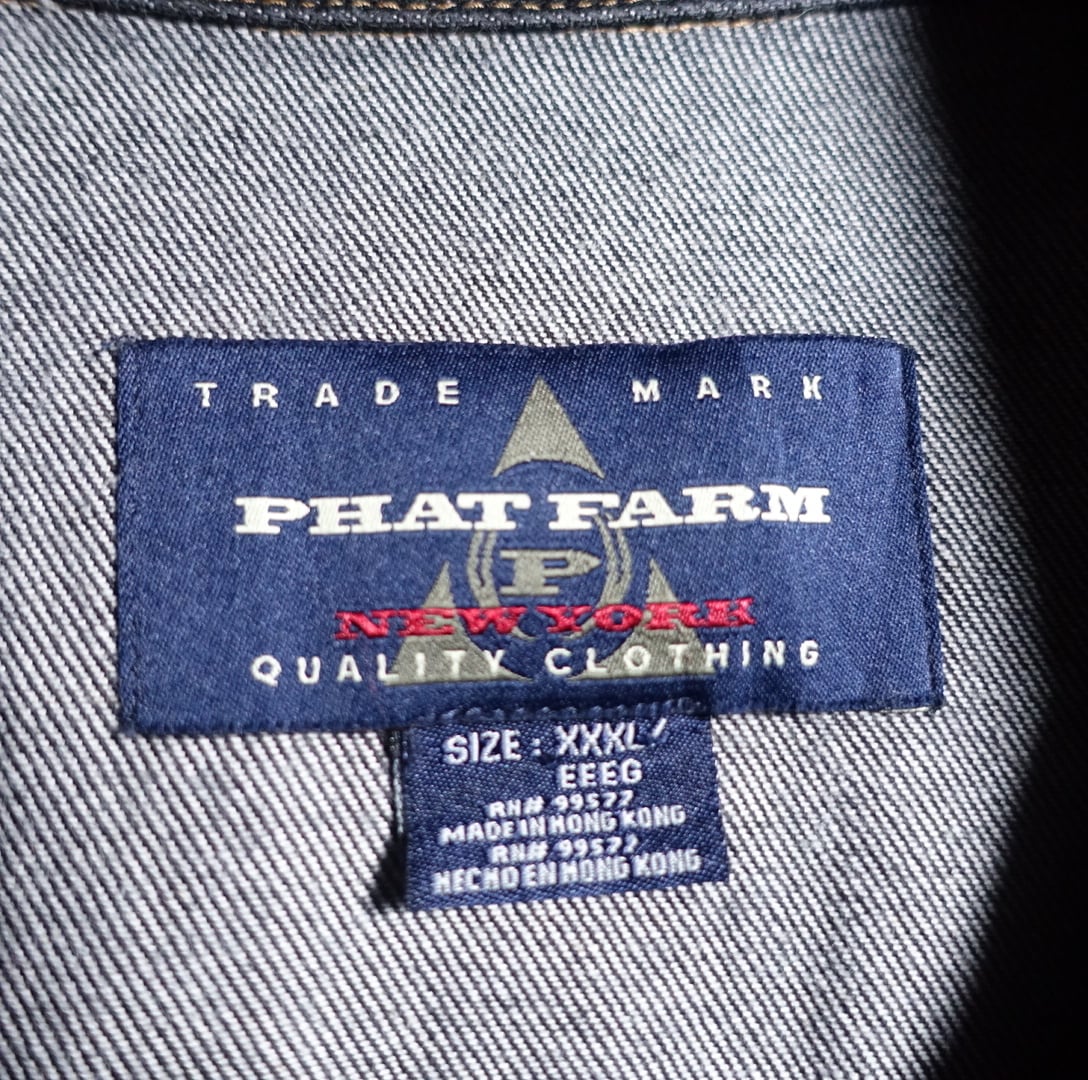 TRADE MARK
PHAT FARM
P
NEW YORK
QUALITY CLOTHING
SIZE: XXXL
EEEG
RN# 99577
MADE IN HONG KONG
RN# 99577
HECHO EN HONG KONG